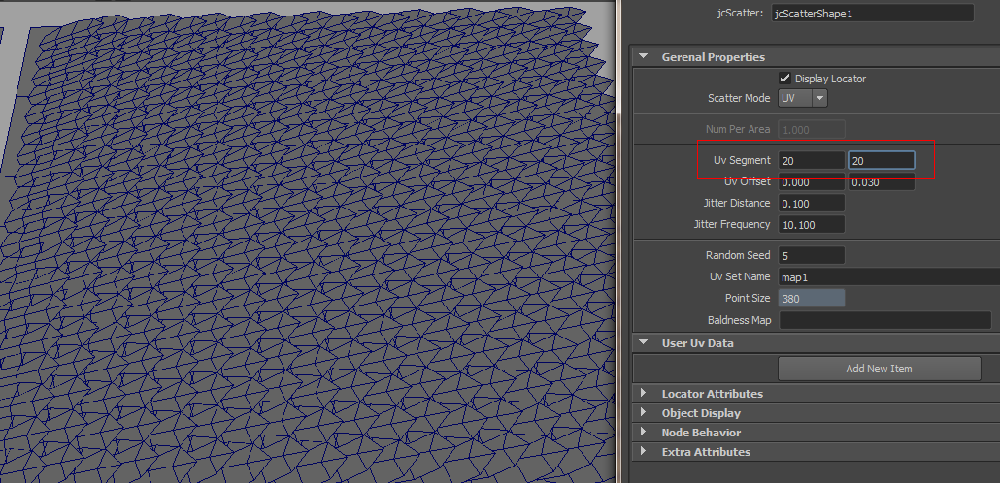 jcScatter: jcScatterShape1
Gerenal Properties
Display Locator
Scatter Mode UV
Num Per Area 1.000
Uv Segment 20 20
Uv Offset 0.000 0.030
Jitter Distance 0.100
Jitter Frequency 10.100
Random Seed 5
Uv Set Name map1
Point Size 380
Baldness Map
User Uv Data
Add New Item
Locator Attributes
Object Display
Node Behavior
Extra Attributes